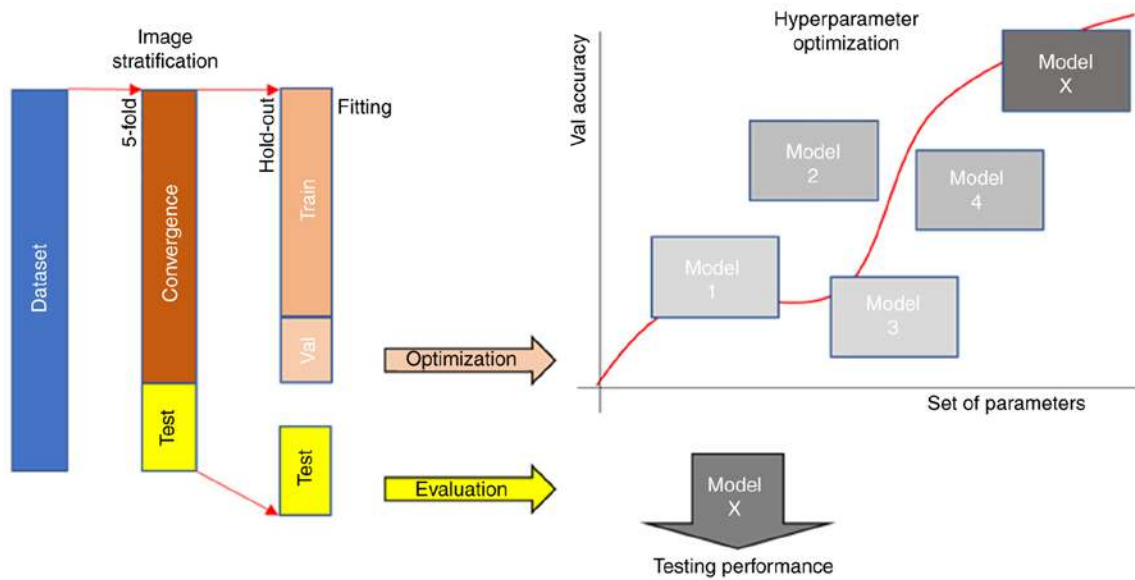 Image
stratification
5-fold
Hold-out
Fitting
Dataset
Convergence
Test
Train
Val
Test
Optimization
Evaluation
Hyperparameter
optimization
Val accuracy
Model
X
Model
2
Model
4
Model
1
Model
3
Set of parameters
Model
X
Testing performance